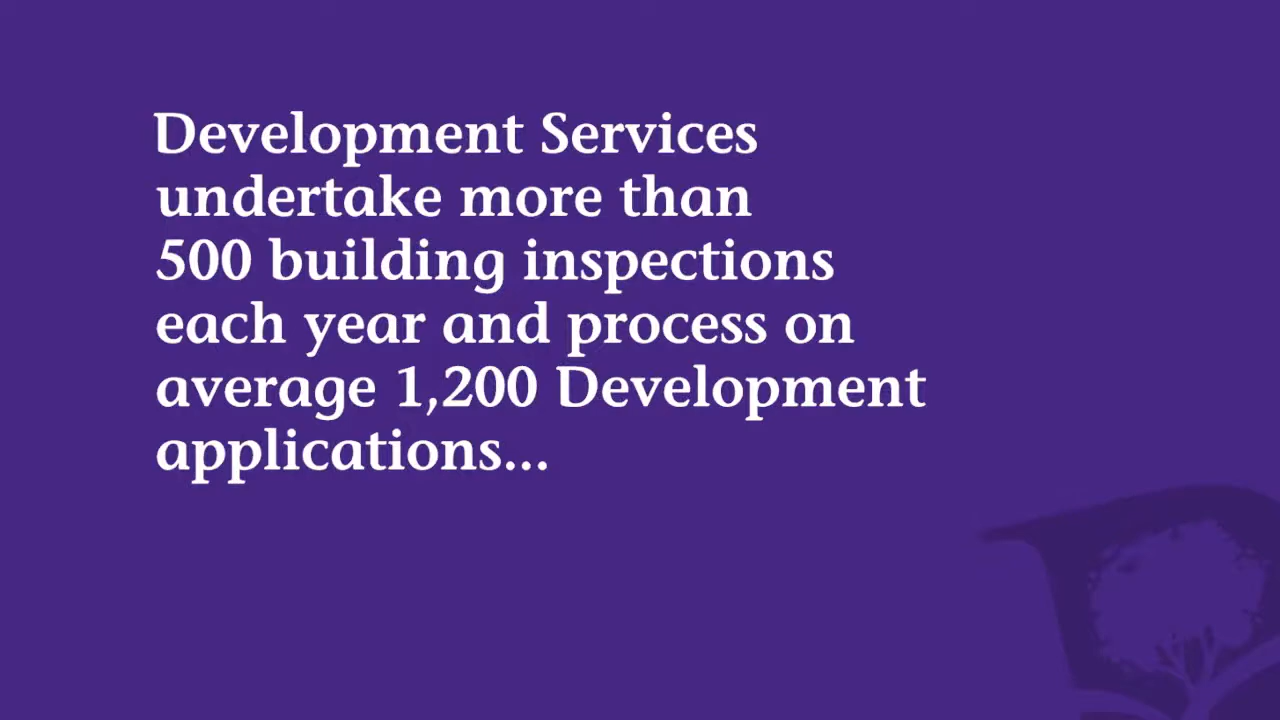 Development Services
undertake more than
500 building inspections
each year and process on
average 1,200 Development
applications...